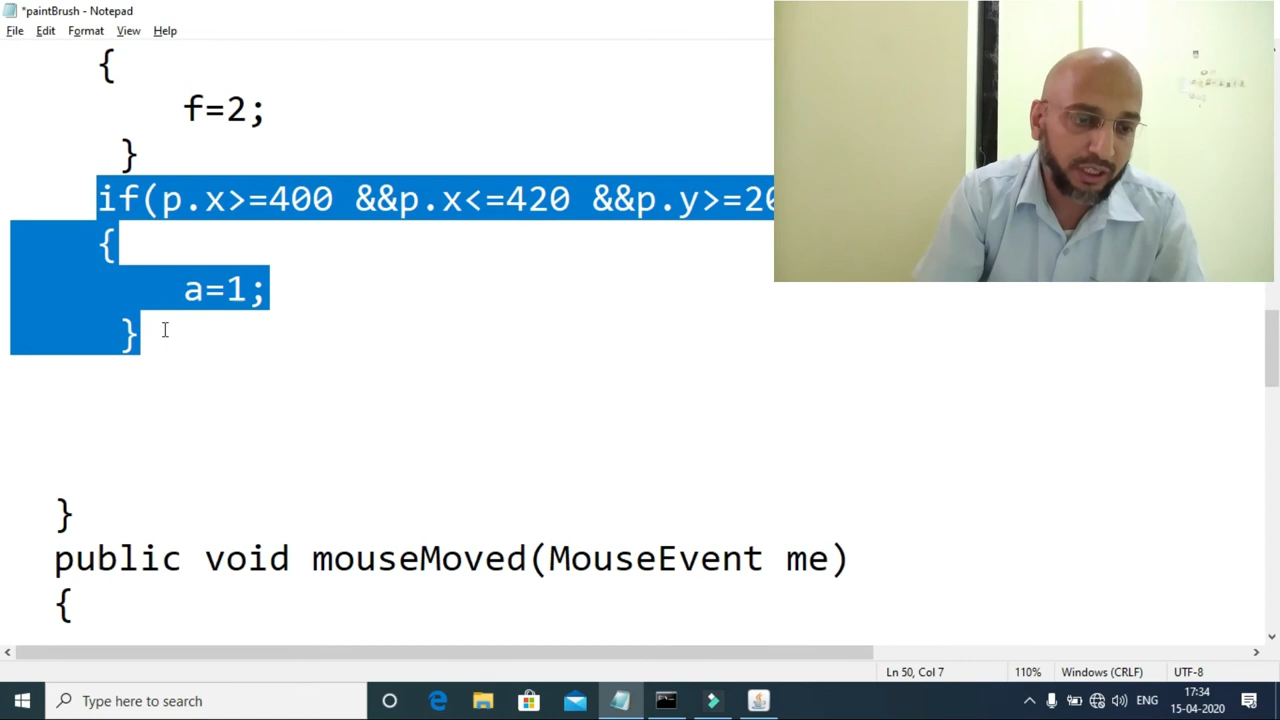 *paintBrush - Notepad
File Edit Format View Help
{
f=2;
}
if(p.x>=400 &&p.x<=420 &&p.y>=20
{
a=1;
}
}
public void mouseMoved(MouseEvent me)
{
Ln 50, Col 7 110% Windows (CRLF) UTF-8
Type here to search
ENG
17:34
15-04-2020